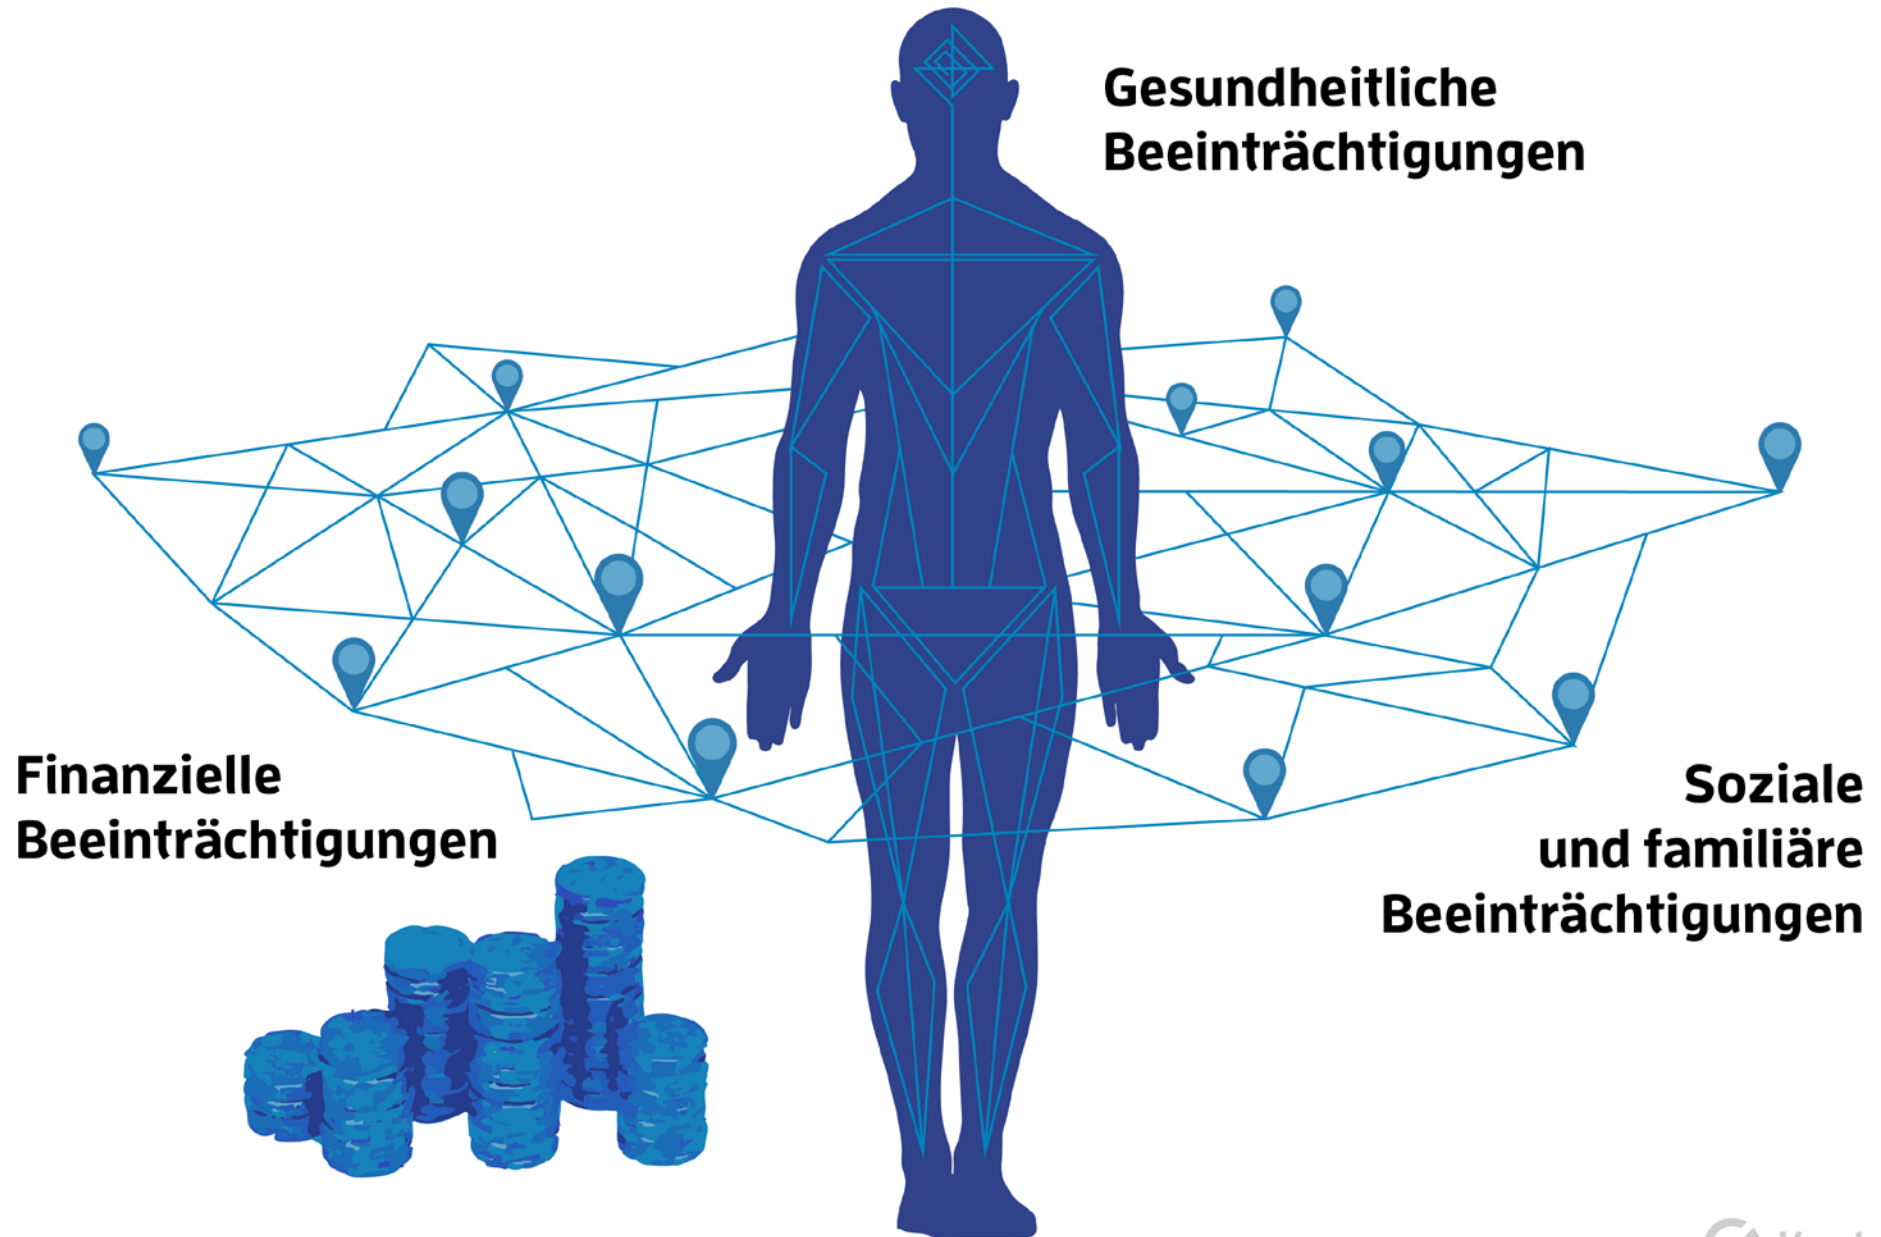 Gesundheitliche
Beeinträchtigungen
Finanzielle
Beeinträchtigungen
Soziale
und familiäre
Beeinträchtigungen